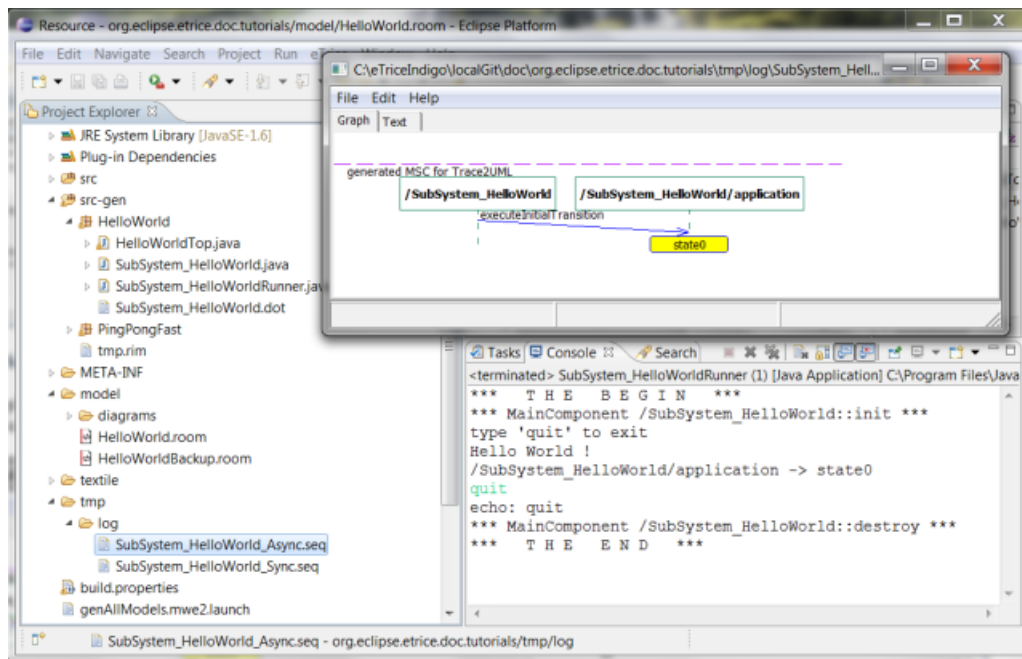 Resource - org.eclipse.etrice.doc.tutorials/model/HelloWorld.room - Eclipse Platform
File Edit Navigate Search Project Run
C:\eTriceIndigo\localGit\doc\org.eclipse.etrice.doc.tutorials\tmp\log\SubSystem_Hell...
File Edit Help
Graph Text
generated MSC for Trace2UML
/SubSystem_HelloWorld /SubSystem_HelloWorld/application
executeInitialTransition
state0
Project Explorer
JRE System Library [JavaSE-1.6]
Plug-in Dependencies
src
src-gen
HelloWorld
HelloWorldTop.java
SubSystem_HelloWorld.java
SubSystem_HelloWorldRunner.jav
SubSystem_HelloWorld.dot
PingPongFast
tmp.rim
META-INF
model
diagrams
HelloWorld.room
HelloWorldBackup.room
textile
tmp
log
SubSystem_HelloWorld_Async.seq
SubSystem_HelloWorld_Sync.seq
build.properties
genAllModels.mwe2.launch
Tasks Console Search
<terminated> SubSystem_HelloWorldRunner (1) [Java Application] C:\Program Files\Java
*** T H E B E G I N ***
*** MainComponent /SubSystem_HelloWorld::init ***
type 'quit' to exit
Hello World !
/SubSystem_HelloWorld/application -> state0
quit
echo: quit
*** MainComponent /SubSystem_HelloWorld::destroy ***
*** T H E E N D ***
SubSystem_HelloWorld_Async.seq - org.eclipse.etrice.doc.tutorials/tmp/log